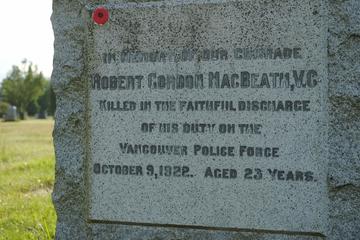 IN MEMORY OF OUR COMRADE
ROBERT GORDON MACBEATH, V.C
KILLED IN THE FAITHFUL DISCHARGE
OF HIS DUTY ON THE
VANCOUVER POLICE FORCE
OCTOBER 9, 1922. AGED 23 YEARS.